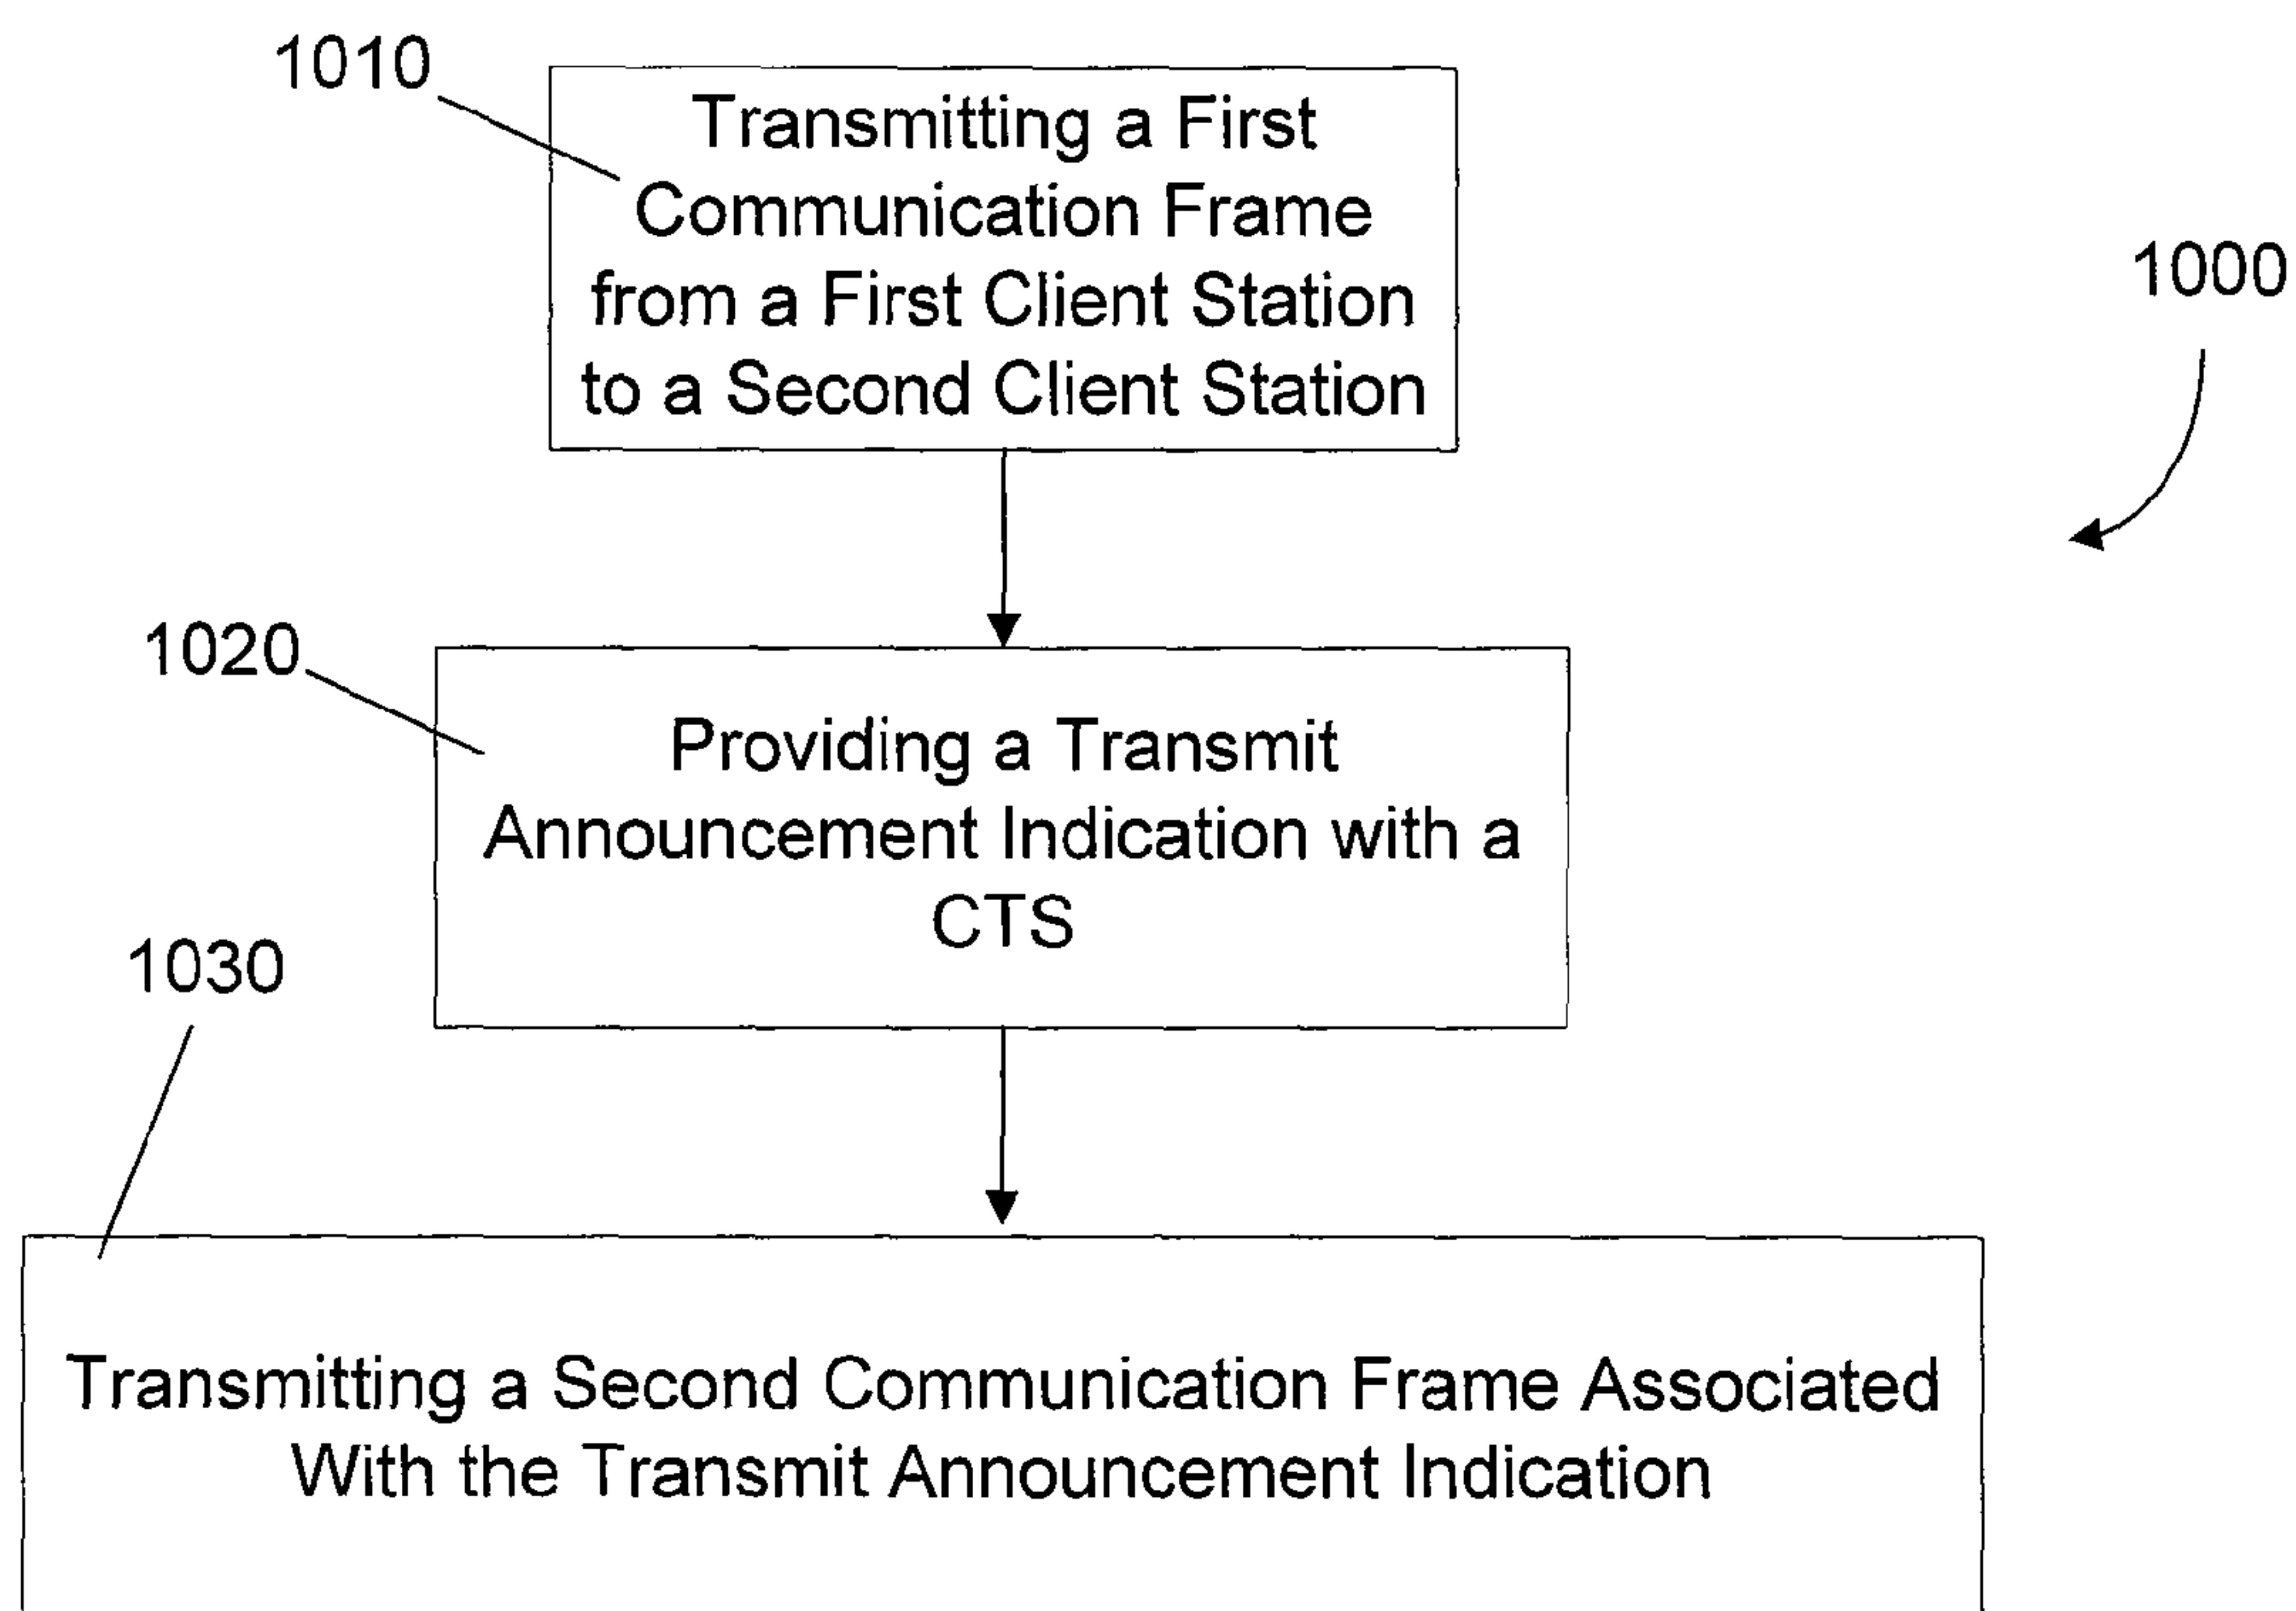 1010
Transmitting a First
Communication Frame
from a First Client Station
to a Second Client Station
1000
1020
Providing a Transmit
Announcement Indication with a
CTS
1030
Transmitting a Second Communication Frame Associated
With the Transmit Announcement Indication